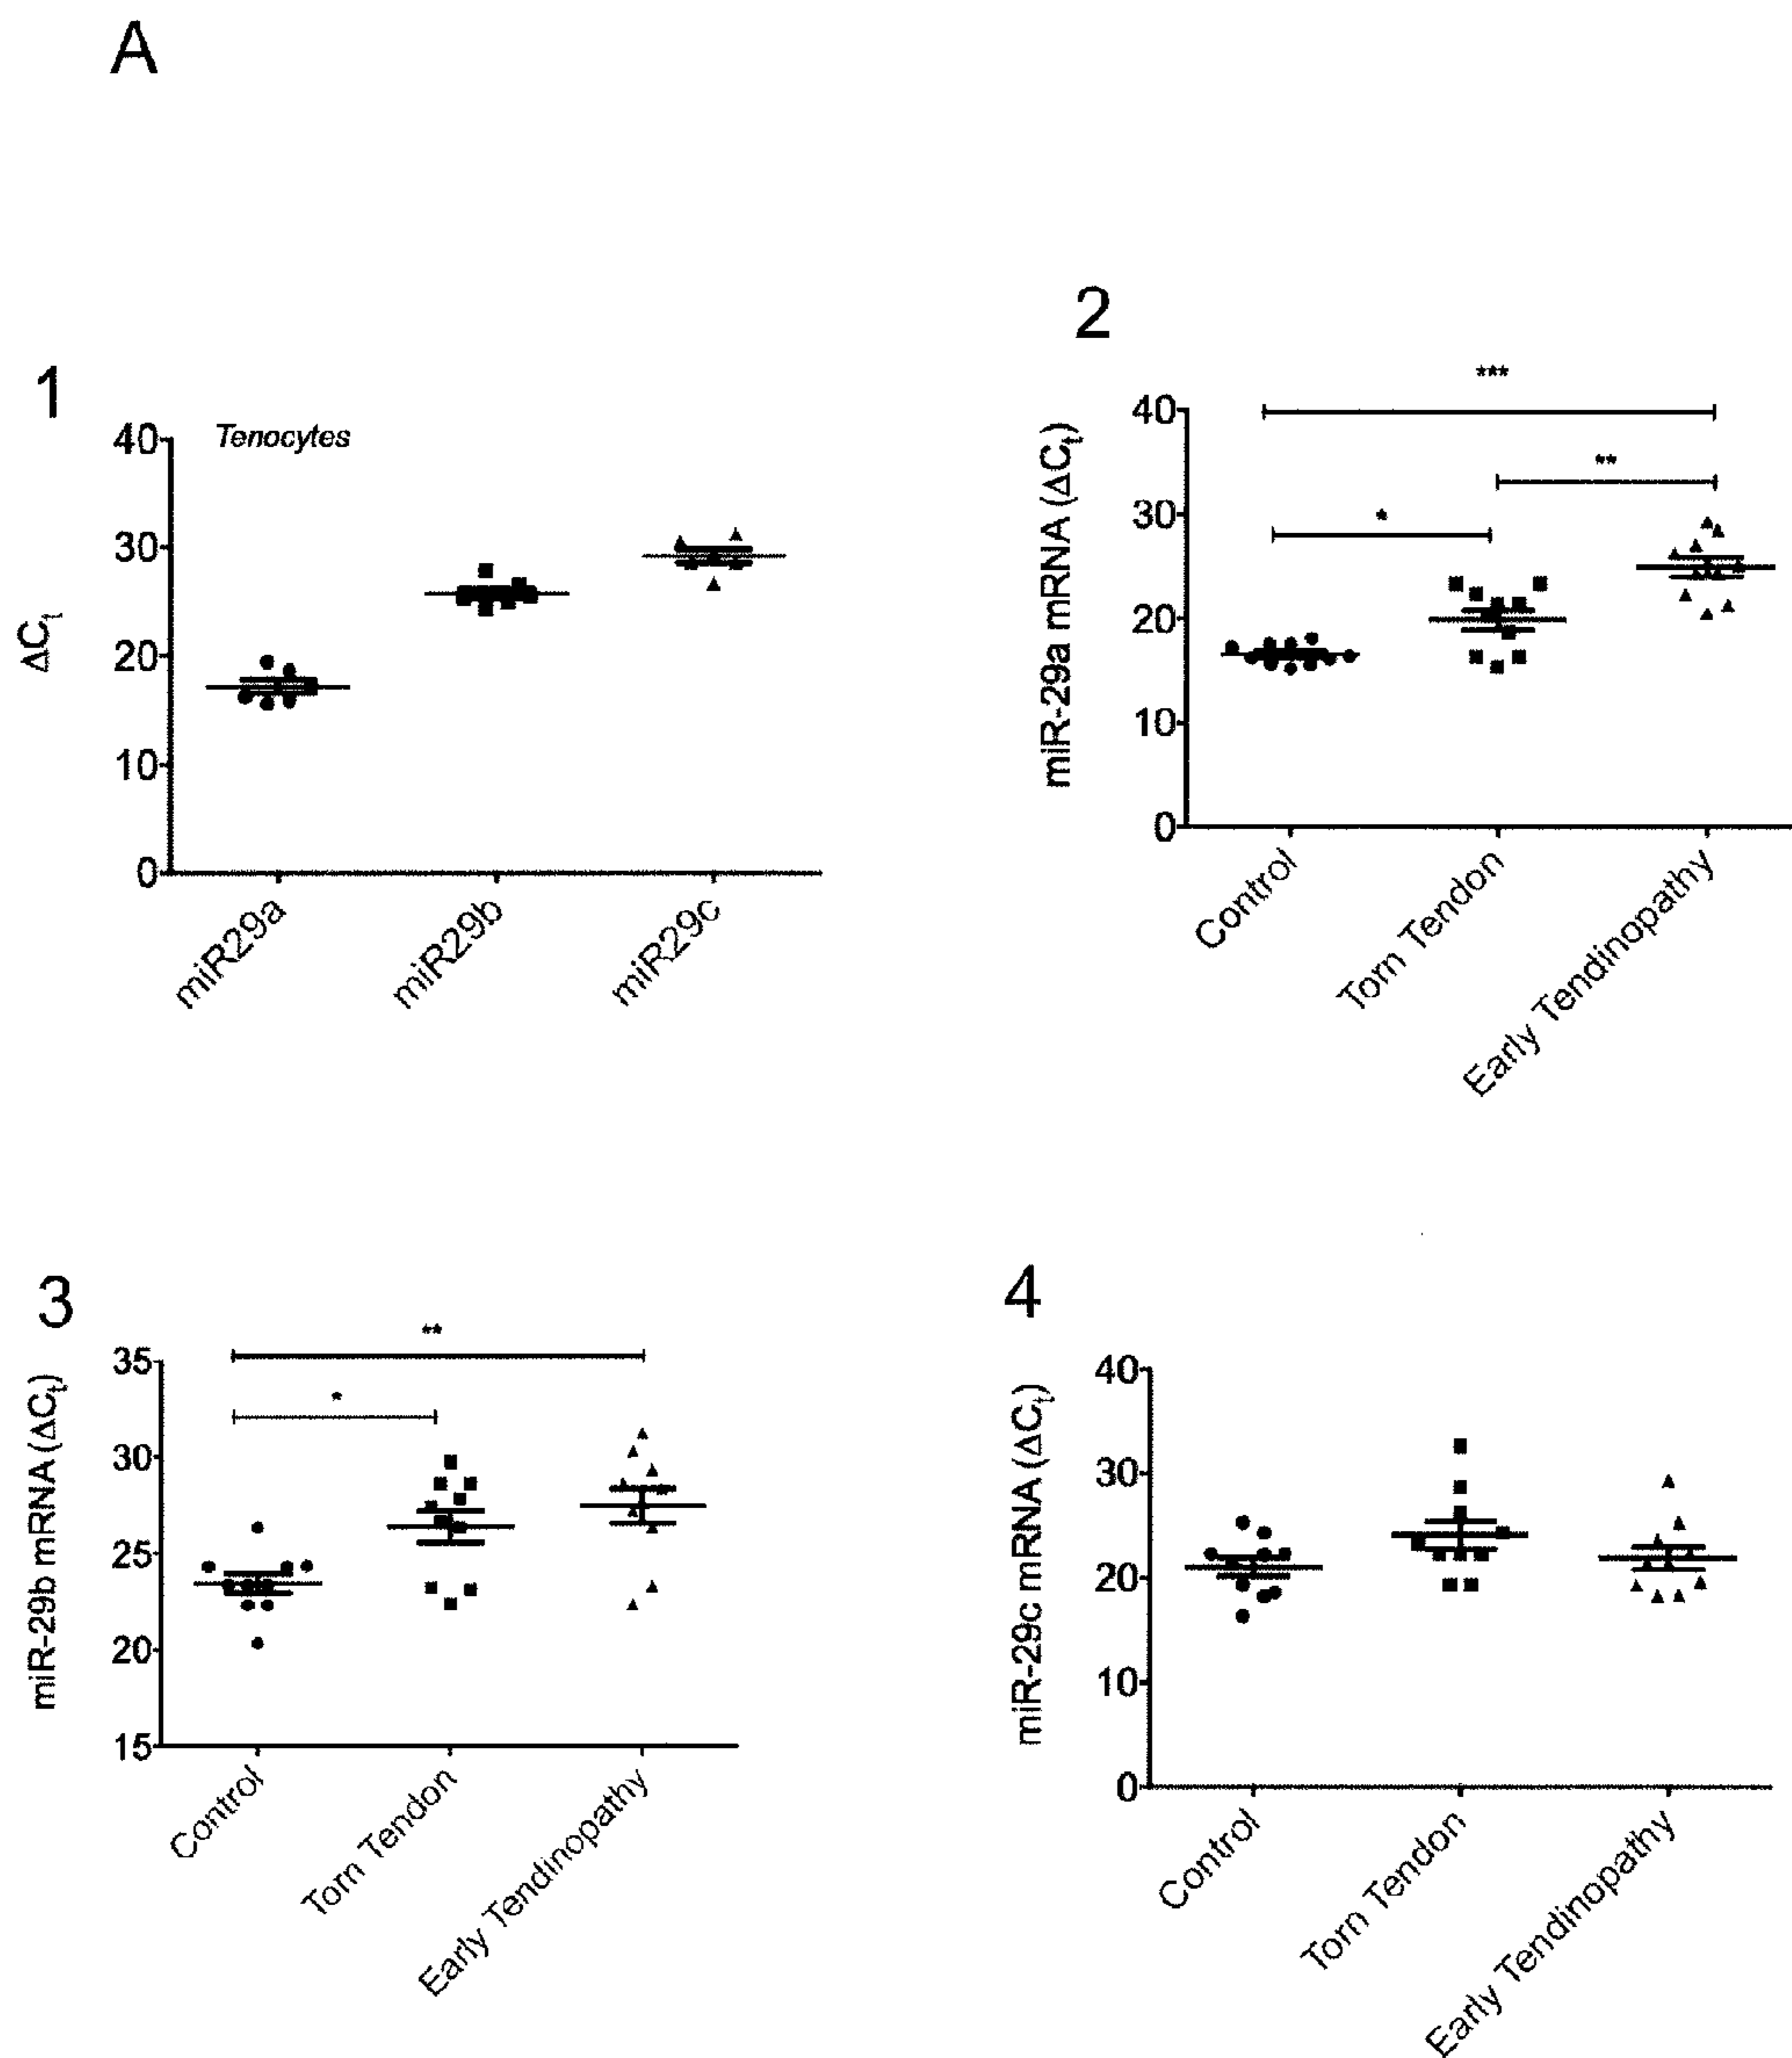 A
1
Tenocytes
ΔCt
40
30
20
10
0
miR29a
miR29b
miR29c
2
***
**
*
miR-29a mRNA (ΔCt)
40
30
20
10
0
Control
Torn Tendon
Early Tendinopathy
3
**
*
miR-29b mRNA (ΔCt)
35
30
25
20
15
Control
Torn Tendon
Early Tendinopathy
4
miR-29c mRNA (ΔCt)
40
30
20
10
0
Control
Torn Tendon
Early Tendinopathy